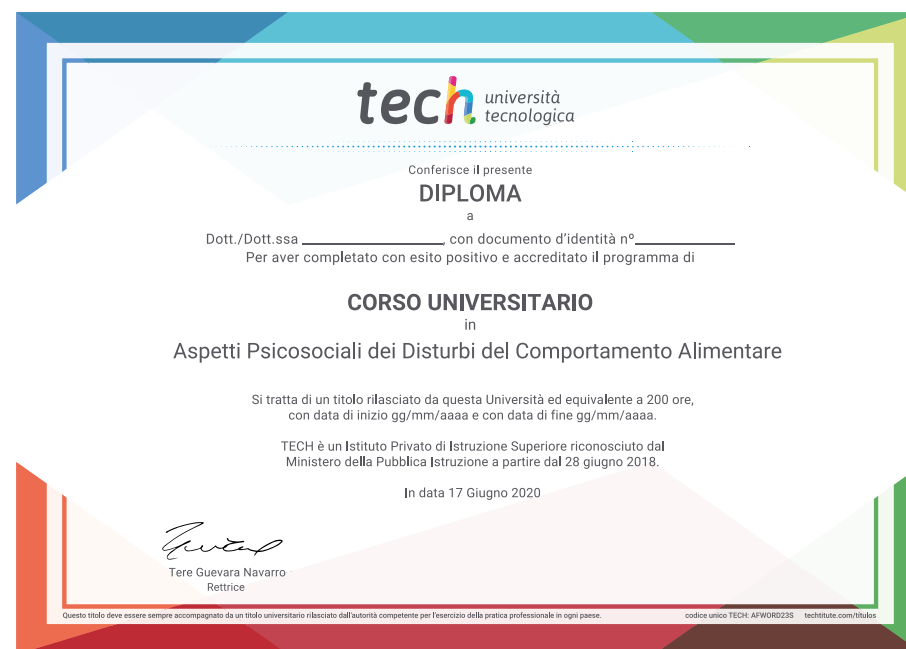 tech università
tecnologica
Conferisce il presente
DIPLOMA
a
Dott./Dott.ssa ____________________, con documento d'identità nº______________
Per aver completato con esito positivo e accreditato il programma di
CORSO UNIVERSITARIO
in
Aspetti Psicosociali dei Disturbi del Comportamento Alimentare
Si tratta di un titolo rilasciato da questa Università ed equivalente a 200 ore,
con data di inizio gg/mm/aaaa e con data di fine gg/mm/aaaa.
TECH è un Istituto Privato di Istruzione Superiore riconosciuto dal
Ministero della Pubblica Istruzione a partire dal 28 giugno 2018.
In data 17 Giugno 2020
Tere Guevara Navarro
Rettrice
Questo titolo deve essere sempre accompagnato da un titolo universitario rilasciato dall'autorità competente per l'esercizio della pratica professionale in ogni paese. codice unico TECH: AFWORD23S techtitute.com/titulos